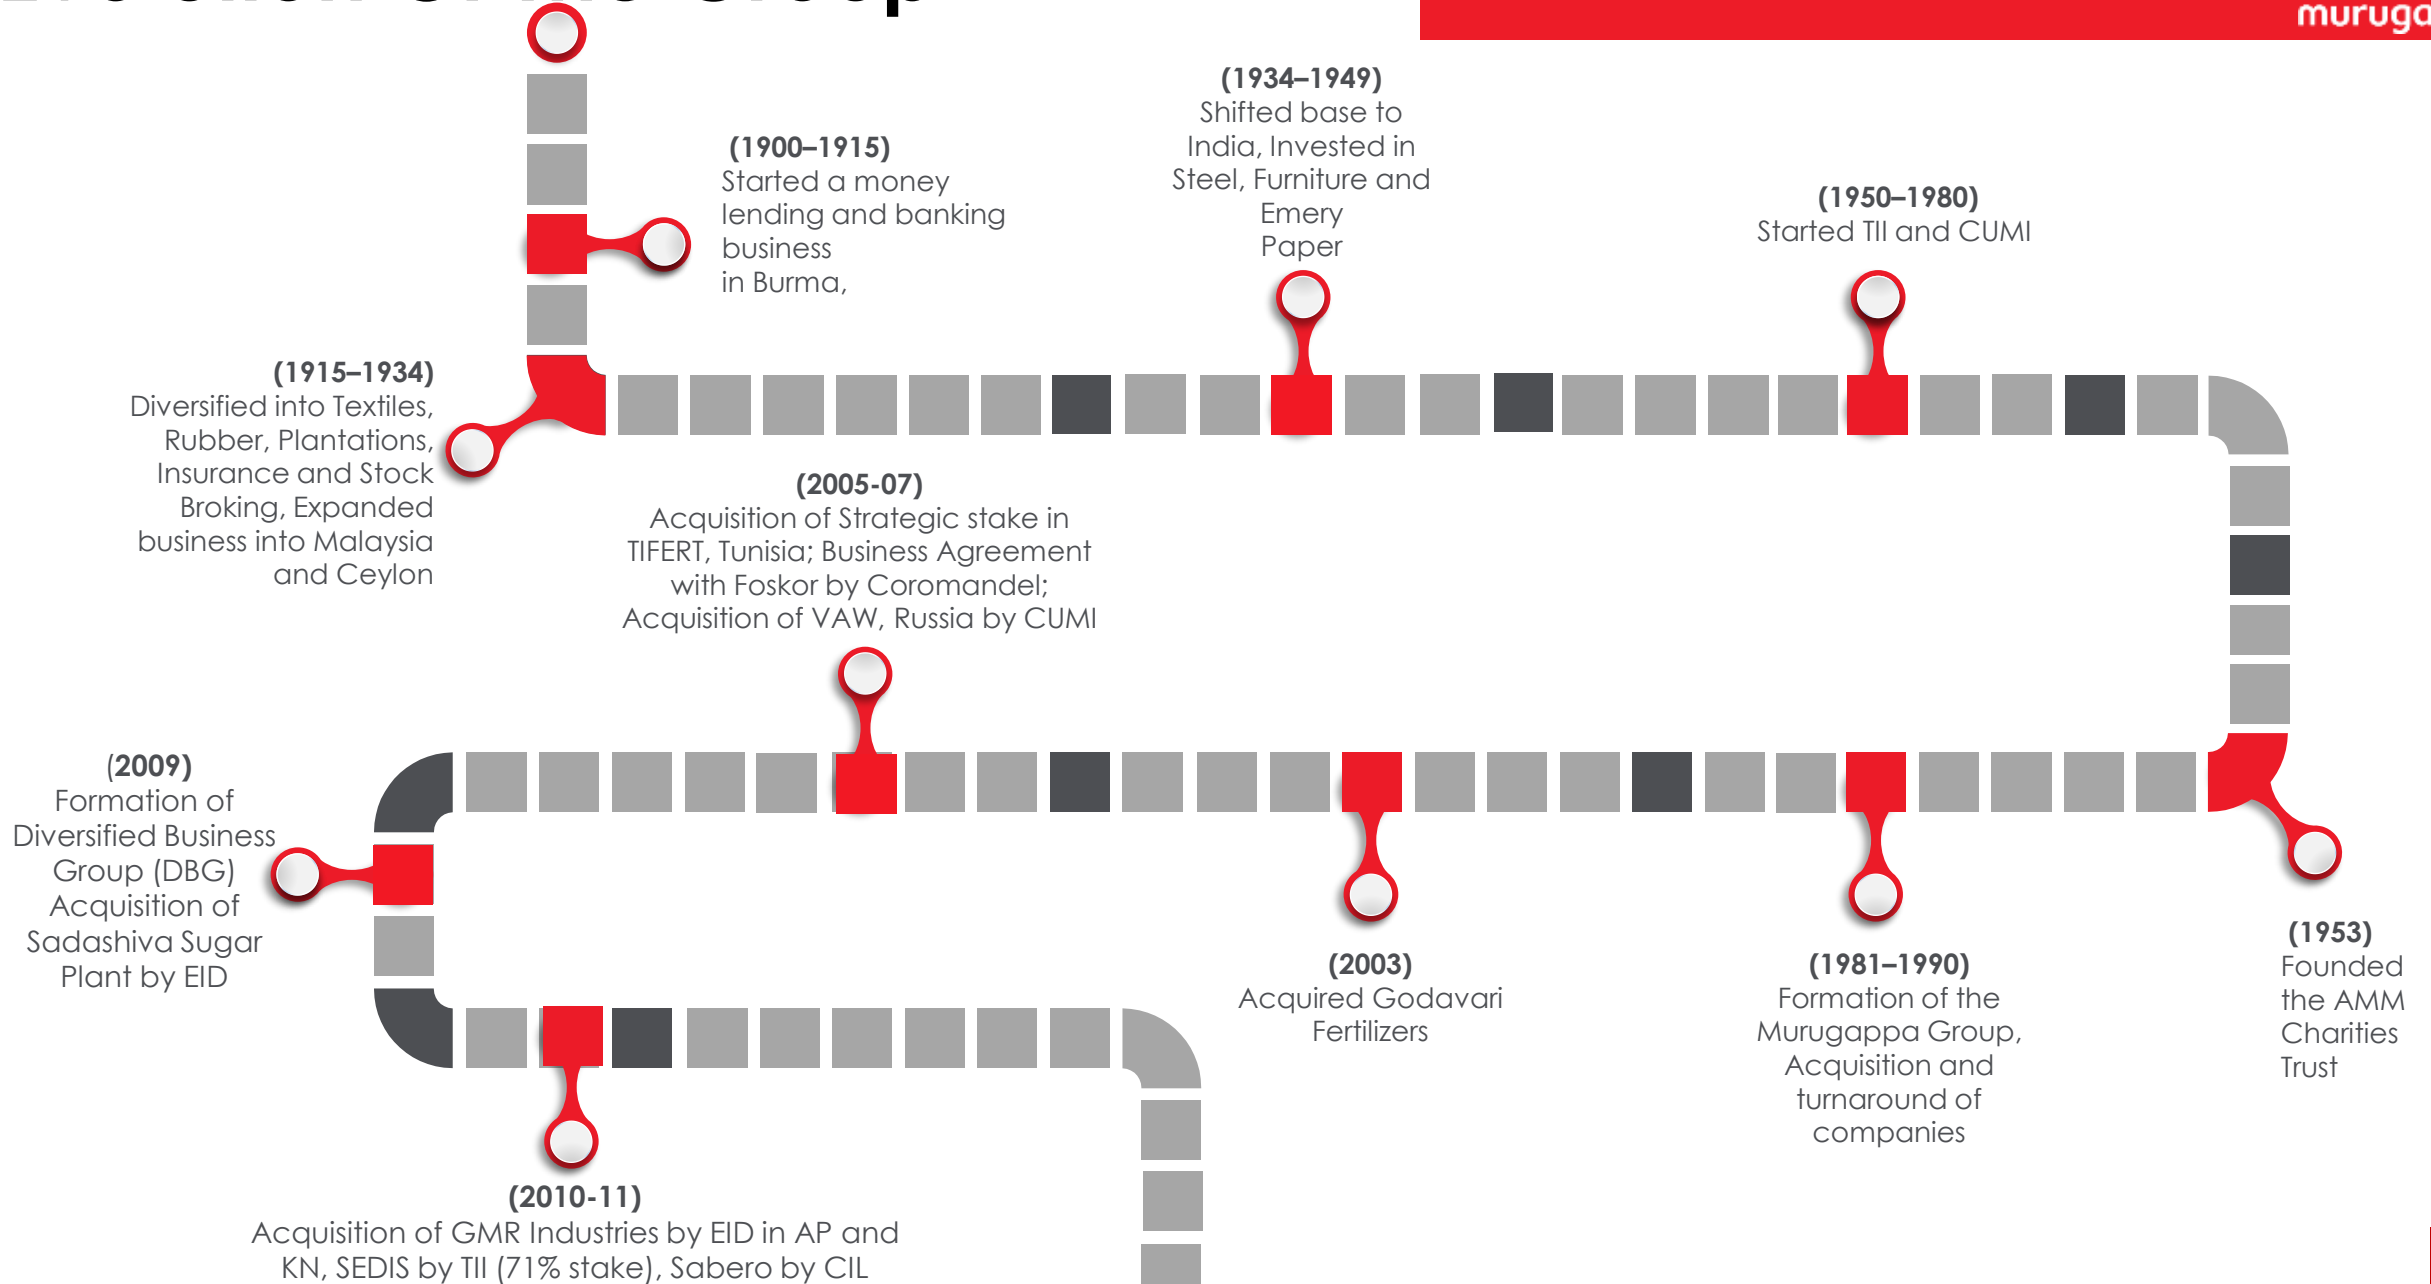 muruga
(1900–1915)
Started a money
lending and banking
business
in Burma,
(1915–1934)
Diversified into Textiles,
Rubber, Plantations,
Insurance and Stock
Broking, Expanded
business into Malaysia
and Ceylon
(1934–1949)
Shifted base to
India, Invested in
Steel, Furniture and
Emery
Paper
(1950–1980)
Started TII and CUMI
(1953)
Founded
the AMM
Charities
Trust
(1981–1990)
Formation of the
Murugappa Group,
Acquisition and
turnaround of
companies
(2003)
Acquired Godavari
Fertilizers
(2005-07)
Acquisition of Strategic stake in
TIFERT, Tunisia; Business Agreement
with Foskor by Coromandel;
Acquisition of VAW, Russia by CUMI
(2009)
Formation of
Diversified Business
Group (DBG)
Acquisition of
Sadashiva Sugar
Plant by EID
(2010-11)
Acquisition of GMR Industries by EID in AP and
KN, SEDIS by TII (71% stake), Sabero by CIL